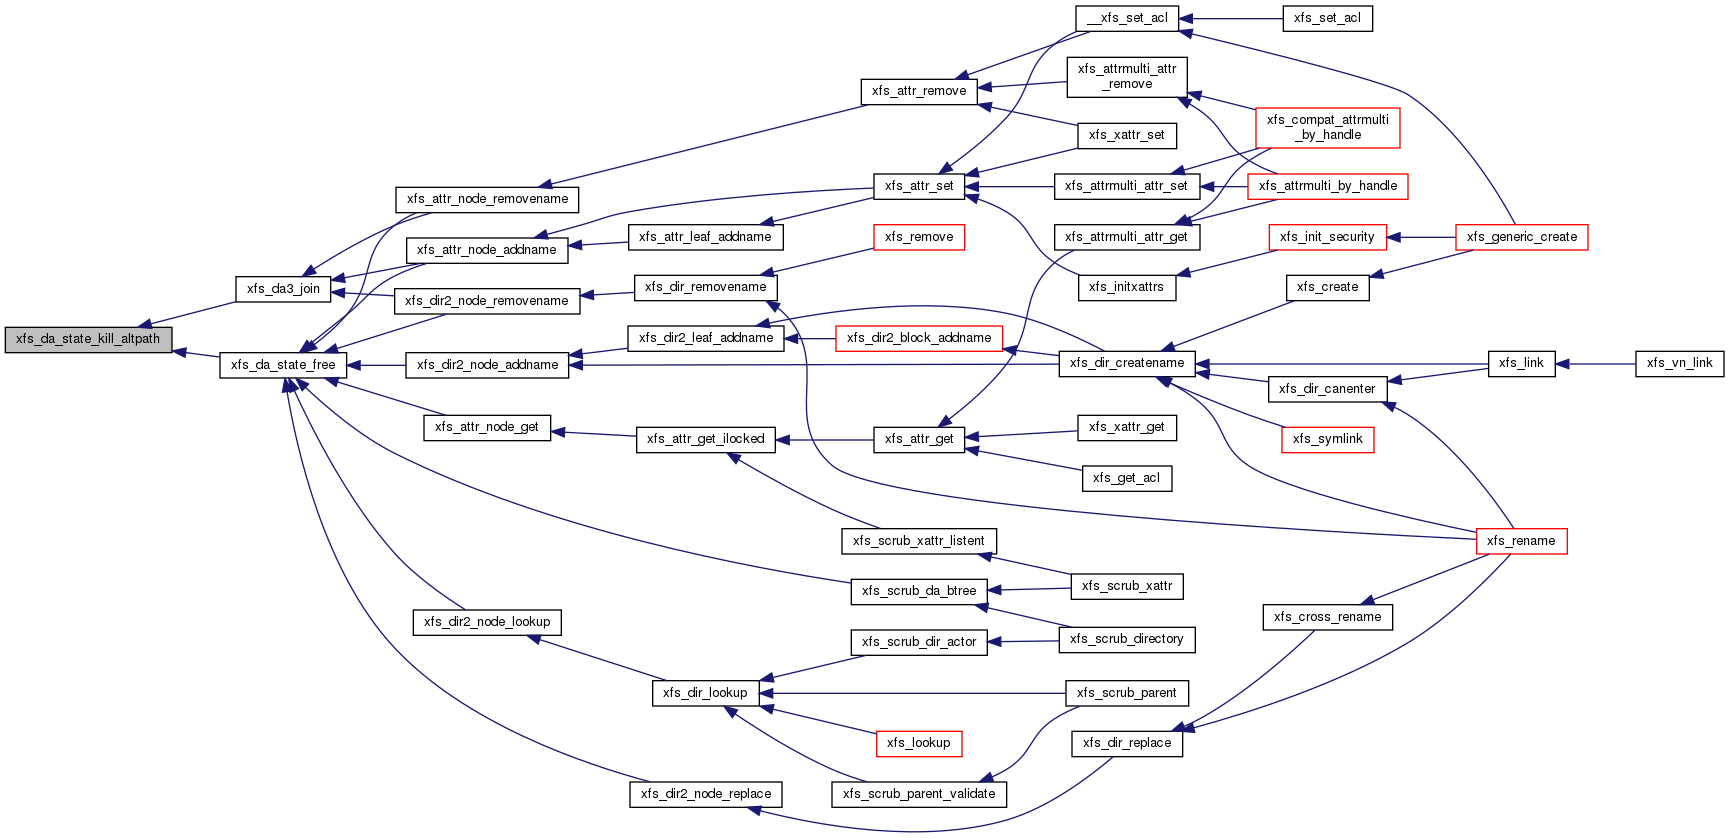 __xfs_set_acl
xfs_set_acl
xfs_attrmulti_attr
_remove
xfs_attr_remove
xfs_compat_attrmulti
_by_handle
xfs_xattr_set
xfs_attr_set
xfs_attrmulti_attr_set
xfs_attrmulti_by_handle
xfs_attr_node_removename
xfs_attr_leaf_addname
xfs_remove
xfs_attrmulti_attr_get
xfs_init_security
xfs_generic_create
xfs_attr_node_addname
xfs_da3_join
xfs_dir2_node_removename
xfs_dir_removename
xfs_initxattrs
xfs_create
xfs_da_state_kill_altpath
xfs_dir2_leaf_addname
xfs_dir2_block_addname
xfs_da_state_free
xfs_dir2_node_addname
xfs_dir_createname
xfs_link
xfs_vn_link
xfs_dir_canenter
xfs_attr_node_get
xfs_attr_get_ilocked
xfs_attr_get
xfs_xattr_get
xfs_symlink
xfs_get_acl
xfs_scrub_xattr_listent
xfs_rename
xfs_scrub_da_btree
xfs_scrub_xattr
xfs_dir2_node_lookup
xfs_cross_rename
xfs_scrub_dir_actor
xfs_scrub_directory
xfs_dir_lookup
xfs_scrub_parent
xfs_lookup
xfs_dir_replace
xfs_dir2_node_replace
xfs_scrub_parent_validate